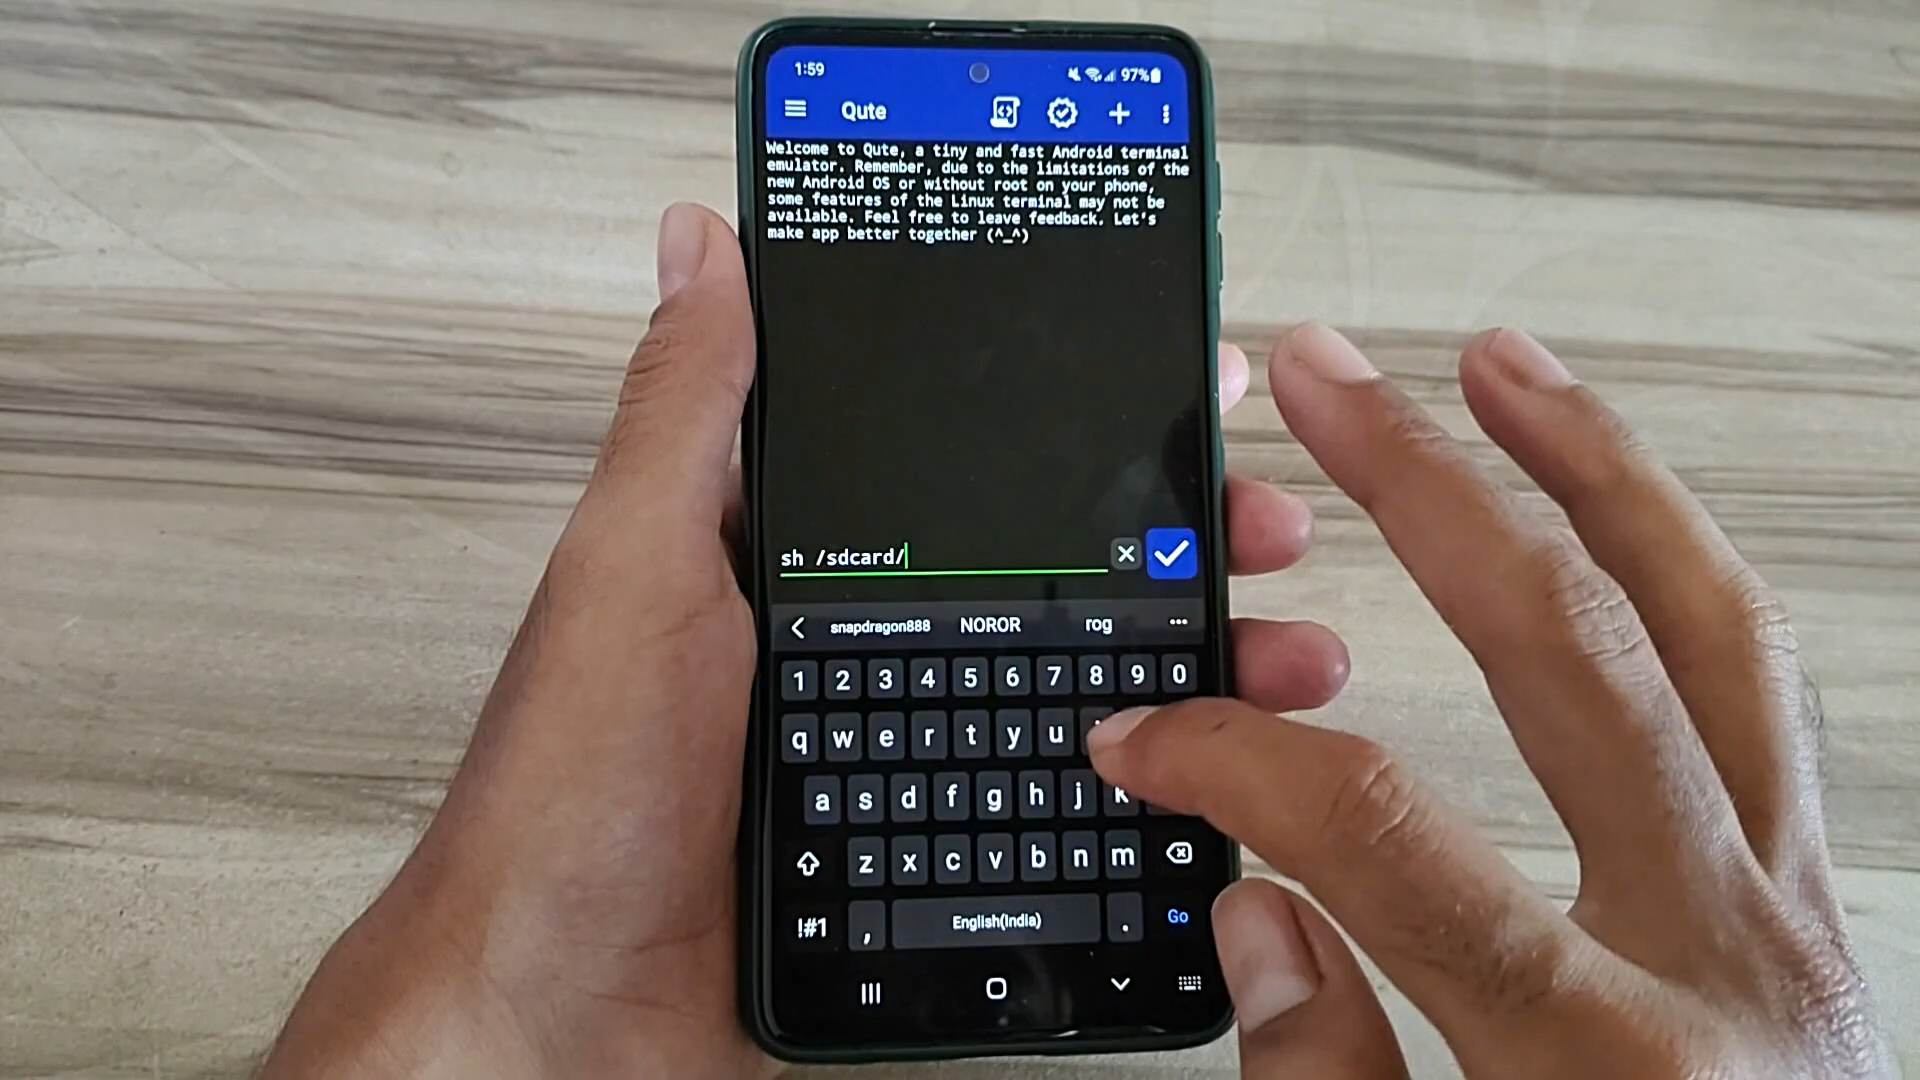 1:59
97%
Qute
Welcome to Qute, a tiny and fast Android terminal
emulator. Remember, due to the limitations of the
new Android OS or without root on your phone,
some features of the Linux terminal may not be
available. Feel free to leave feedback. Let's
make app better together (^_^)
sh /sdcard/
snapdragon888 NOROR rog
1 2 3 4 5 6 7 8 9 0
q w e r t y u
a s d f g h j k
z x c v b n m
!#1 , English(India) . Go